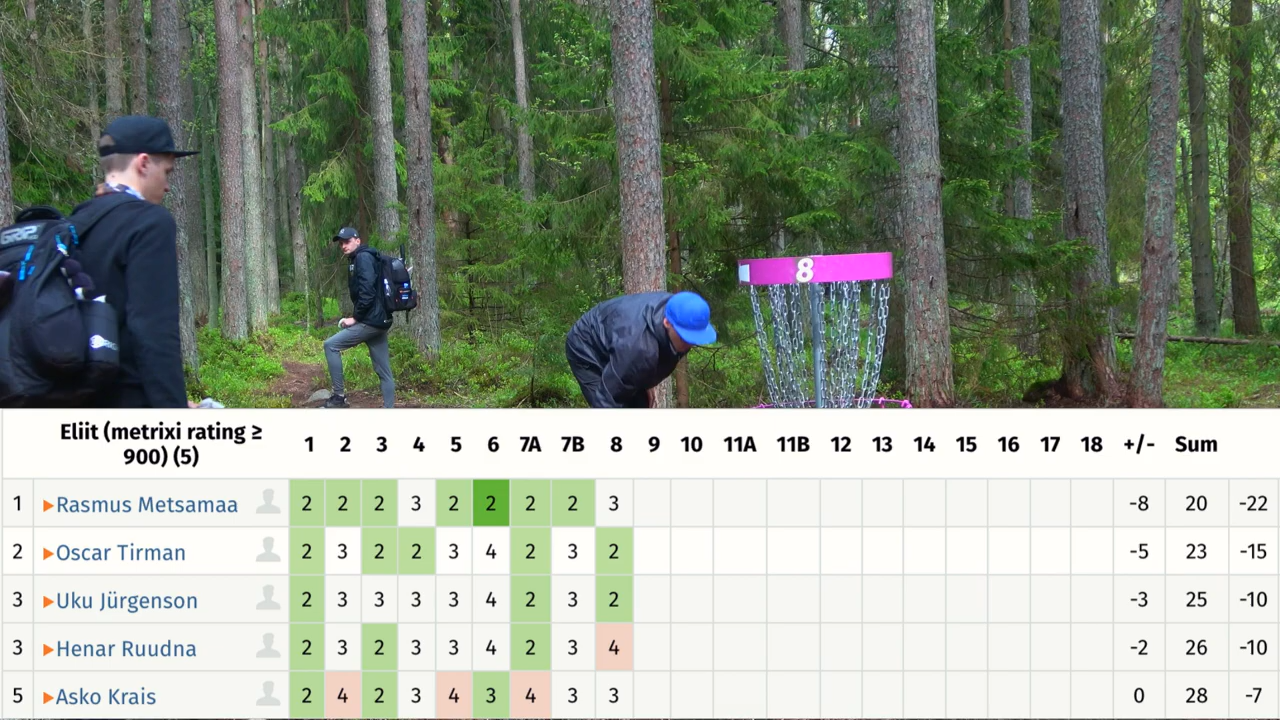 GRIP
8
Eliit (metrixi rating ≥ 900) (5) 1 2 3 4 5 6 7A 7B 8 9 10 11A 11B 12 13 14 15 16 17 18 +/- Sum
1 Rasmus Metsamaa 2 2 2 3 2 2 2 2 3 -8 20 -22
2 Oscar Tirman 2 3 2 2 3 4 2 3 2 -5 23 -15
3 Uku Jürgenson 2 3 3 3 3 4 2 3 2 -3 25 -10
3 Henar Ruudna 2 3 2 3 3 4 2 3 4 -2 26 -10
5 Asko Krais 2 4 2 3 4 3 4 3 3 0 28 -7